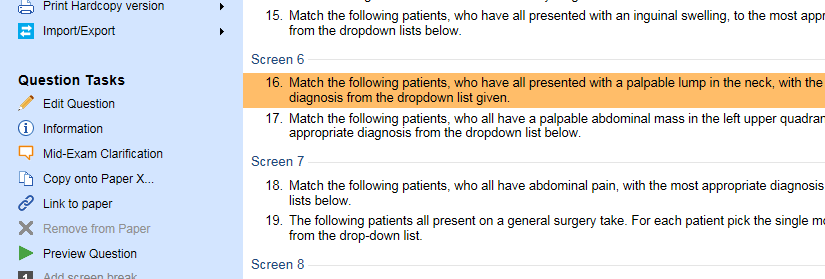 Print Hardcopy version
Import/Export
Question Tasks
Edit Question
Information
Mid-Exam Clarification
Copy onto Paper X...
Link to paper
Remove from Paper
Preview Question
Add screen break
15. Match the following patients, who have all presented with an inguinal swelling, to the most
from the dropdown lists below.
Screen 6
16. Match the following patients, who have all presented with a palpable lump in the neck, with the
diagnosis from the dropdown list given.
17. Match the following patients, who all have a palpable abdominal mass in the left upper
appropriate diagnosis from the dropdown list below.
Screen 7
18. Match the following patients, who all have abdominal pain, with the most appropriate diagnosis
lists below.
19. The following patients all present on a general surgery take. For each patient pick the single
from the drop-down list.
Screen 8